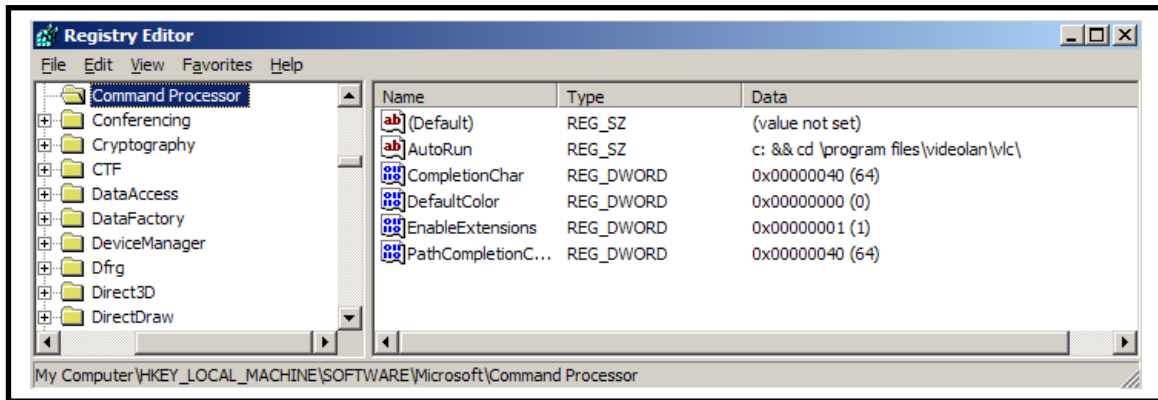 Registry Editor
File Edit View Favorites Help
Command Processor
Conferencing
Cryptography
CTF
DataAccess
DataFactory
DeviceManager
Dfrg
Direct3D
DirectDraw
Name Type Data
(Default) REG_SZ (value not set)
AutoRun REG_SZ c: && cd \program files\videolan\vlc\
CompletionChar REG_DWORD 0x00000040 (64)
DefaultColor REG_DWORD 0x00000000 (0)
EnableExtensions REG_DWORD 0x00000001 (1)
PathCompletionC... REG_DWORD 0x00000040 (64)
My Computer\HKEY_LOCAL_MACHINE\SOFTWARE\Microsoft\Command Processor